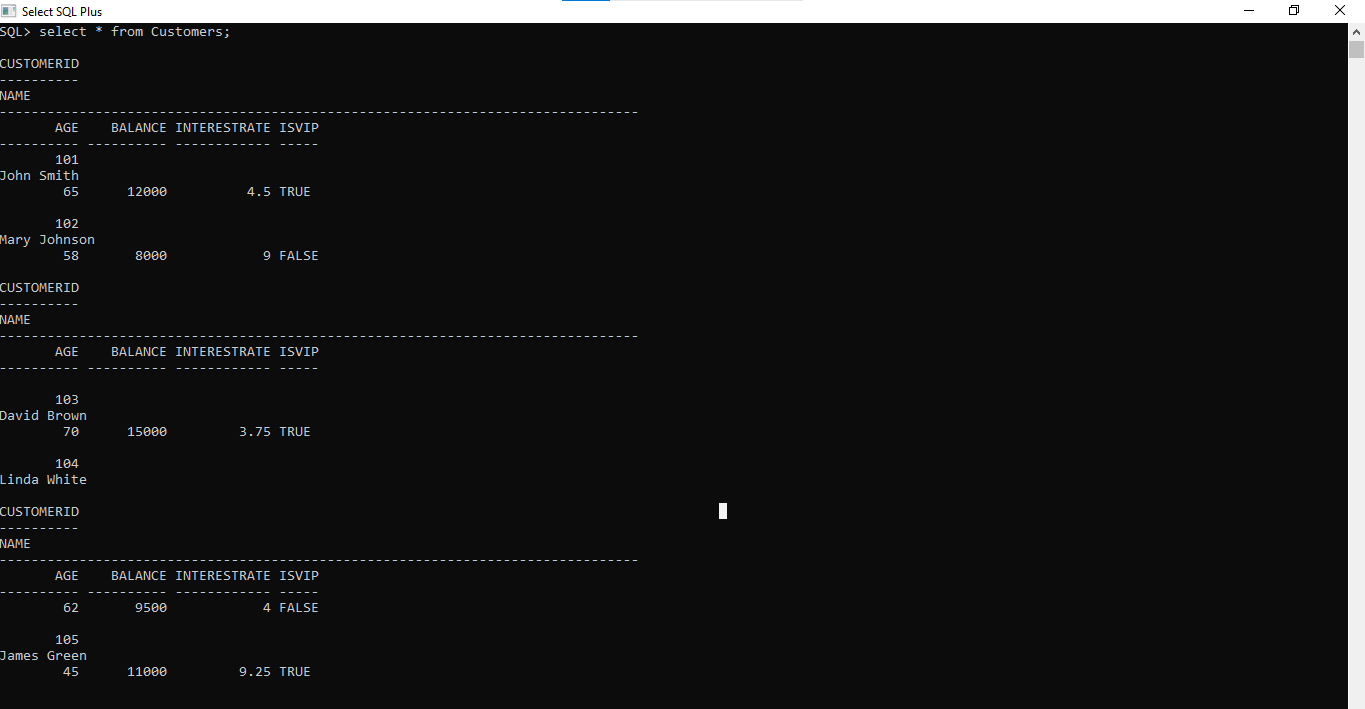 Select SQL Plus
SQL> select * from Customers;
CUSTOMERID
----------
NAME
--------------------------------------------------------------------------------
       AGE    BALANCE INTERESTRATE ISVIP
---------- ---------- ------------ -----
       101
John Smith
        65      12000          4.5 TRUE
       102
Mary Johnson
        58       8000            9 FALSE
CUSTOMERID
----------
NAME
--------------------------------------------------------------------------------
       AGE    BALANCE INTERESTRATE ISVIP
---------- ---------- ------------ -----
       103
David Brown
        70      15000         3.75 TRUE
       104
Linda White
CUSTOMERID
----------
NAME
--------------------------------------------------------------------------------
       AGE    BALANCE INTERESTRATE ISVIP
---------- ---------- ------------ -----
        62       9500            4 FALSE
       105
James Green
        45      11000         9.25 TRUE